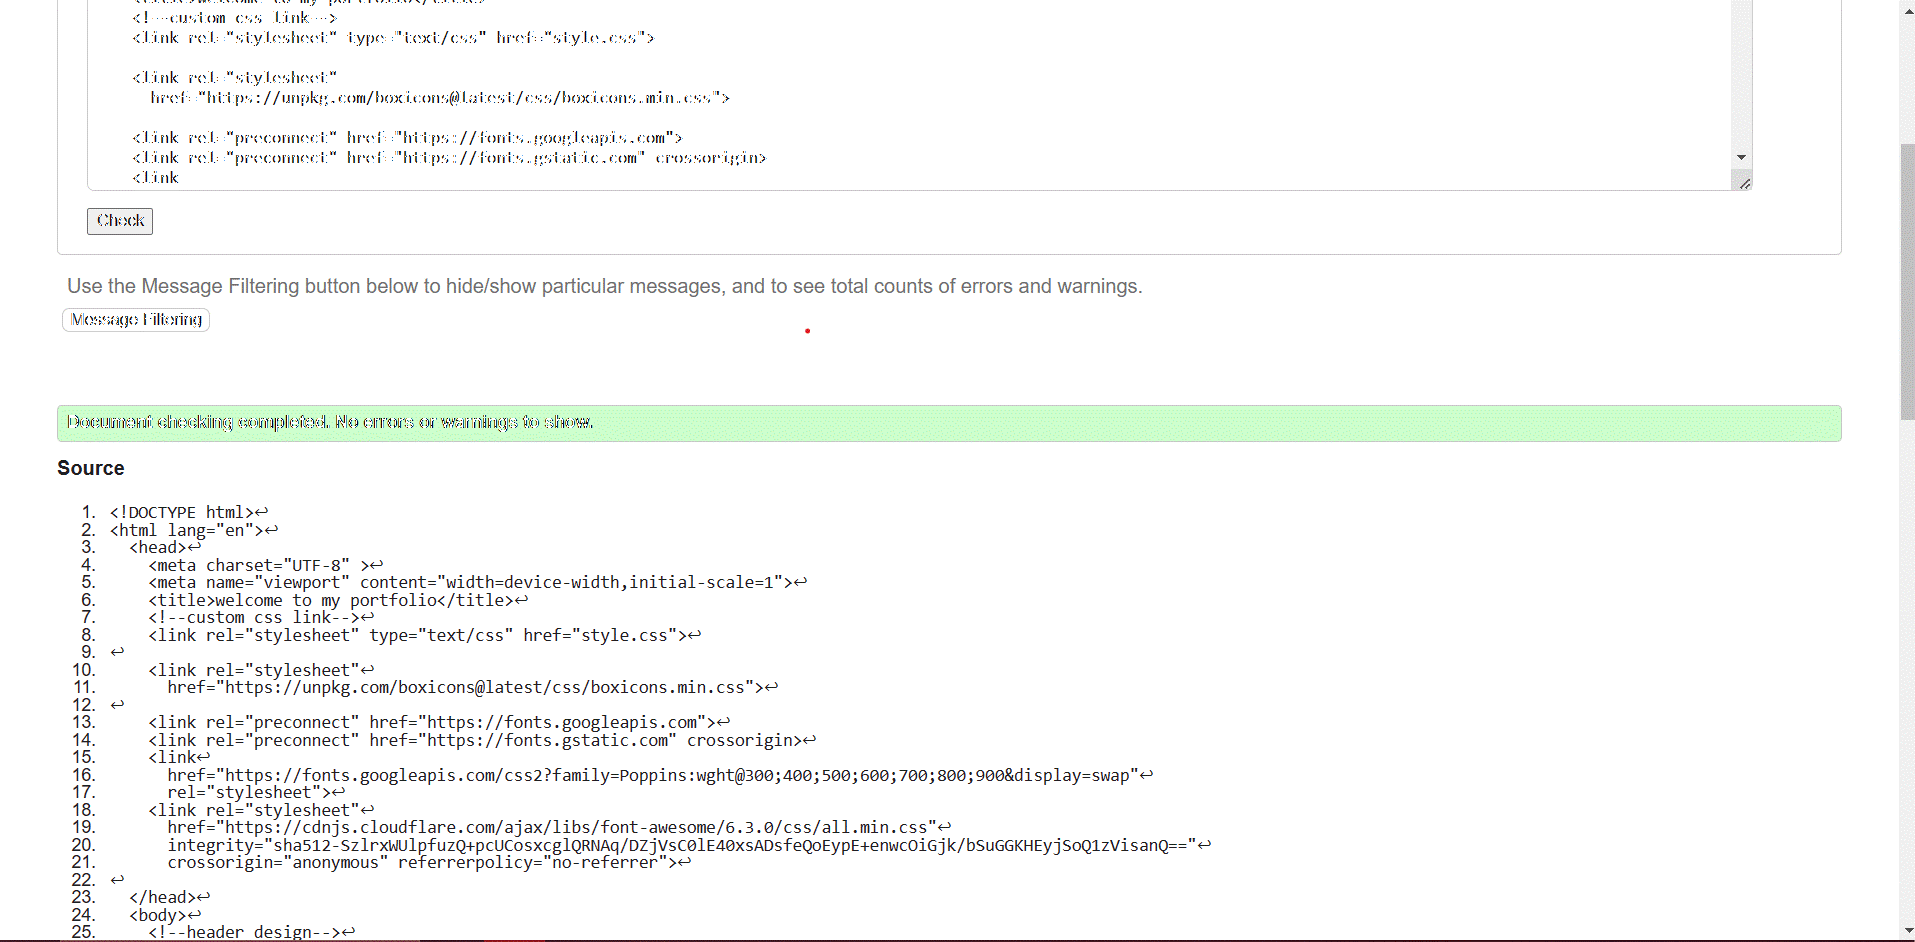 <title>welcome to my portfolio</title>
<!--custom css link-->
<link rel="stylesheet" type="text/css" href="style.css">
<link rel="stylesheet"
href="https://unpkg.com/boxicons@latest/css/boxicons.min.css">
<link rel="preconnect" href="https://fonts.googleapis.com">
<link rel="preconnect" href="https://fonts.gstatic.com" crossorigin>
<link
Check
Use the Message Filtering button below to hide/show particular messages, and to see total counts of errors and warnings.
Message Filtering
Document checking completed. No errors or warnings to show.
Source
1. <!DOCTYPE html>↩
2. <html lang="en">↩
3. <head>↩
4. <meta charset="UTF-8" >↩
5. <meta name="viewport" content="width=device-width,initial-scale=1">↩
6. <title>welcome to my portfolio</title>↩
7. <!--custom css link-->↩
8. <link rel="stylesheet" type="text/css" href="style.css">↩
9. ↩
10. <link rel="stylesheet"↩
11. href="https://unpkg.com/boxicons@latest/css/boxicons.min.css">↩
12. ↩
13. <link rel="preconnect" href="https://fonts.googleapis.com">↩
14. <link rel="preconnect" href="https://fonts.gstatic.com" crossorigin>↩
15. <link↩
16. href="https://fonts.googleapis.com/css2?family=Poppins:wght@300;400;500;600;700;800;900&display=swap"↩
17. rel="stylesheet">↩
18. <link rel="stylesheet"↩
19. href="https://cdnjs.cloudflare.com/ajax/libs/font-awesome/6.3.0/css/all.min.css"↩
20. integrity="sha512-SzlrxWUlpfuzQ+pcUCosxcglQRNAq/DZjVsC0lE40xsADsfeQoEypE+enwcOiGjk/bSuGGKHEyjSoQ1zVisanQ=="↩
21. crossorigin="anonymous" referrerpolicy="no-referrer">↩
22. ↩
23. </head>↩
24. <body>↩
25. <!--header design-->↩